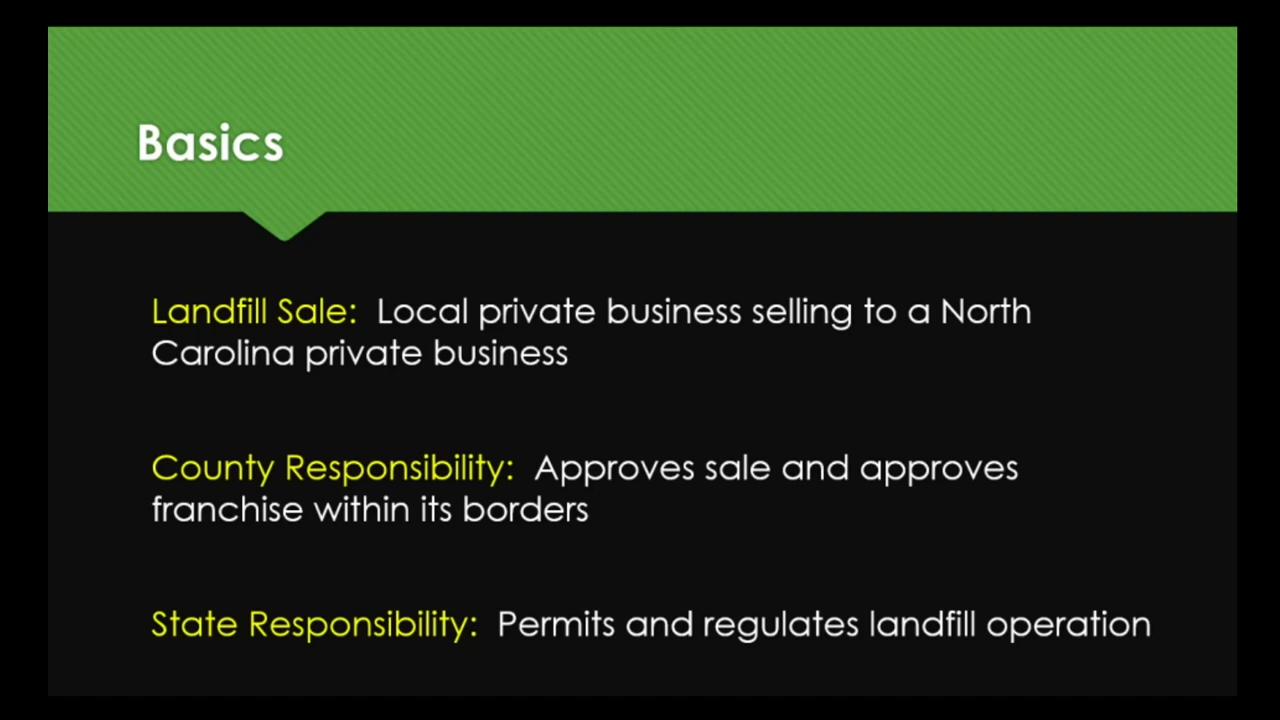 Basics
Landfill Sale:  Local private business selling to a North
Carolina private business
County Responsibility:  Approves sale and approves
franchise within its borders
State Responsibility:  Permits and regulates landfill operation